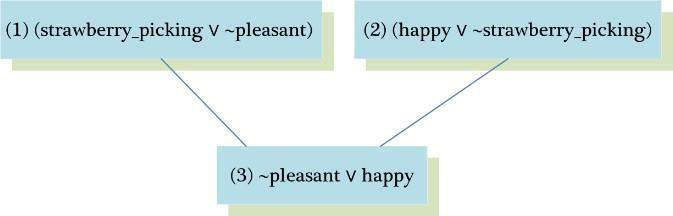 (1) (strawberry_picking ∨ ~pleasant)
(2) (happy ∨ ~strawberry_picking)
(3) ~pleasant ∨ happy